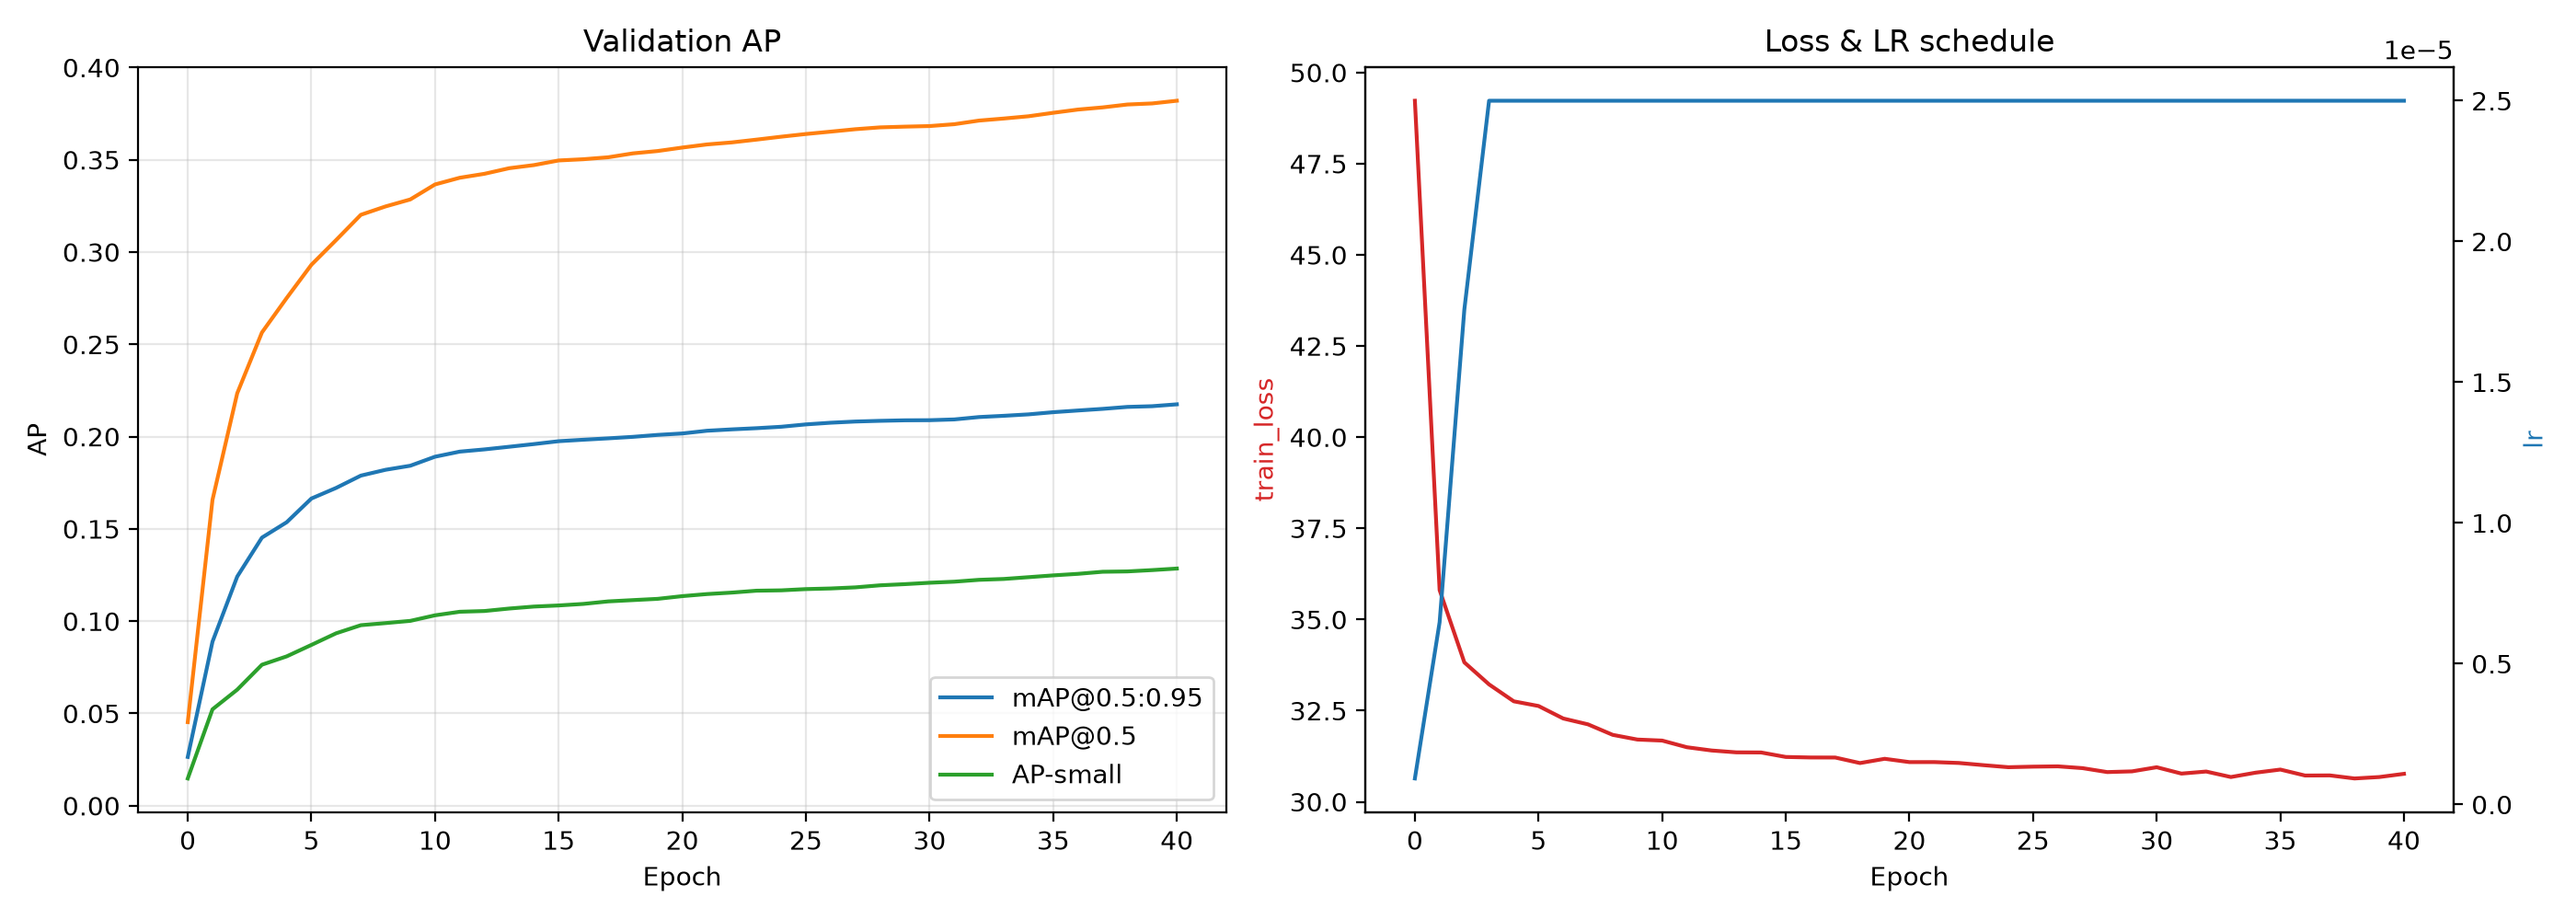 Validation AP
0.40
0.35
0.30
0.25
0.20
0.15
0.10
0.05
0.00
AP
mAP@0.5:0.95
mAP@0.5
AP-small
0 5 10 15 20 25 30 35 40
Epoch
Loss & LR schedule
1e−5
50.0
47.5
45.0
42.5
40.0
37.5
35.0
32.5
30.0
train_loss
2.5
2.0
1.5
1.0
0.5
0.0
lr
0 5 10 15 20 25 30 35 40
Epoch